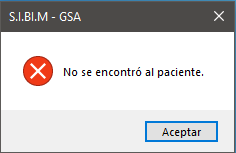 S.I.BI.M - GSA
No se encontró al paciente.
Aceptar